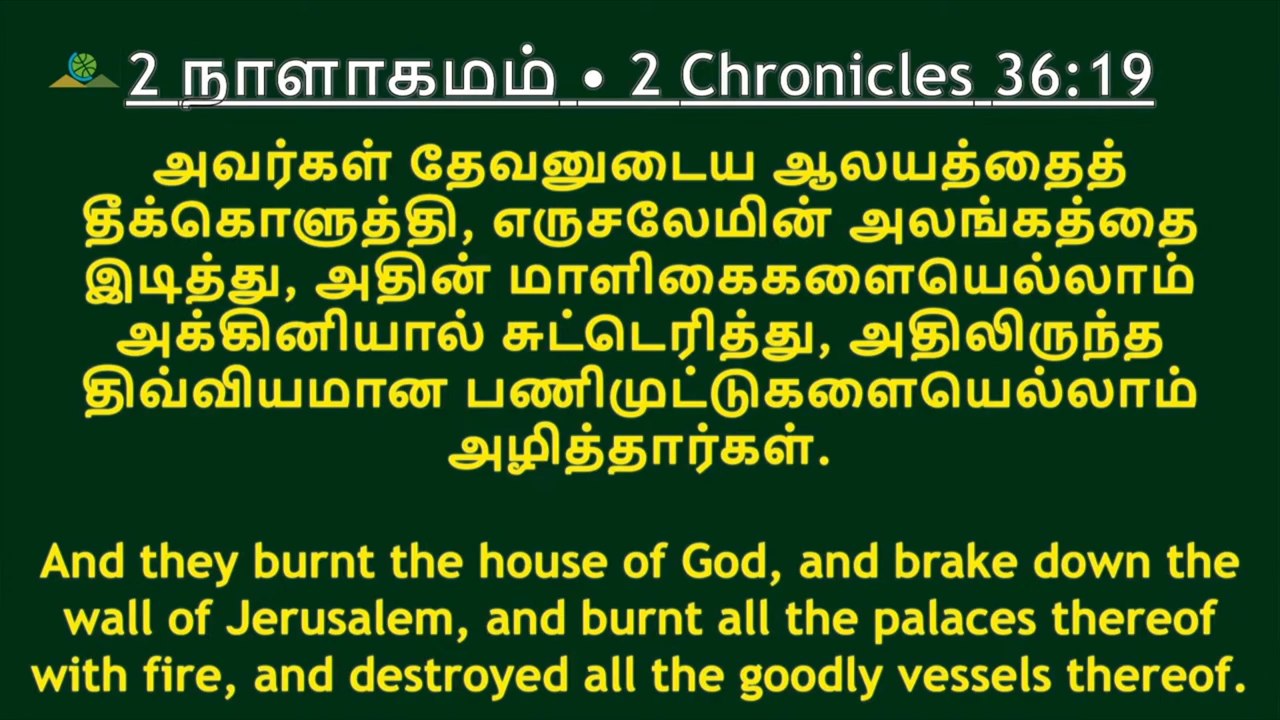 2 நாளாகமம் • 2 Chronicles 36:19
அவர்கள் தேவனுடைய ஆலயத்தைத்
தீக்கொளுத்தி, எருசலேமின் அலங்கத்தை
இடித்து, அதின் மாளிகைகளையெல்லாம்
அக்கினியால் சுட்டெரித்து, அதிலிருந்த
திவ்வியமான பணிமுட்டுகளையெல்லாம்
அழித்தார்கள்.
And they burnt the house of God, and brake down the
wall of Jerusalem, and burnt all the palaces thereof
with fire, and destroyed all the goodly vessels thereof.